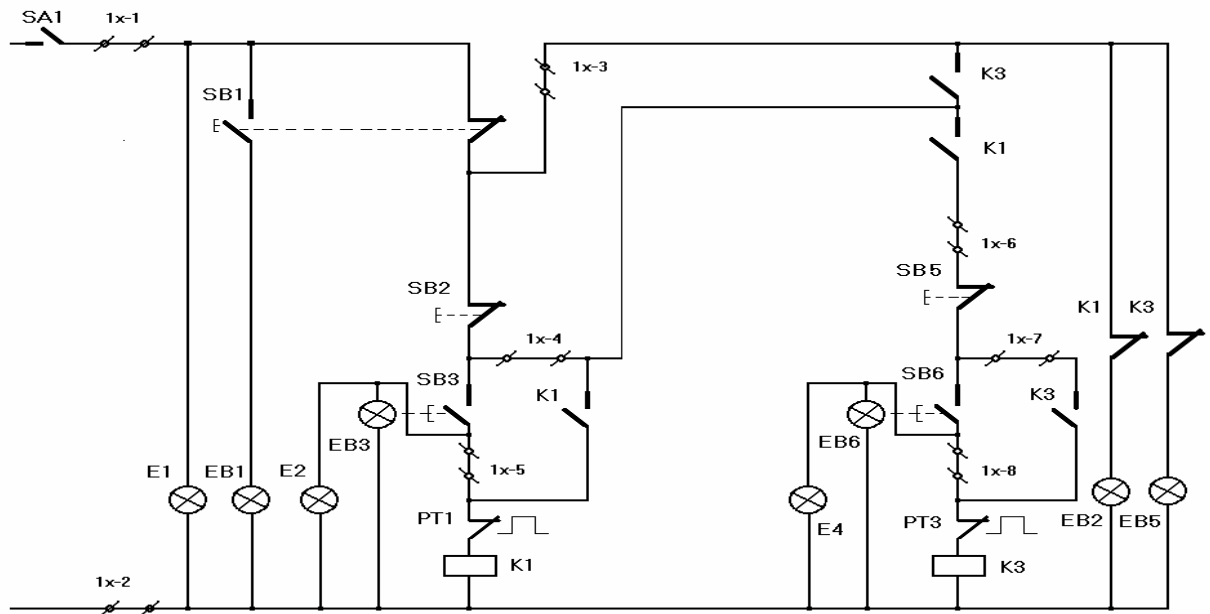 SA1
1x-1
1x-3
K3
SB1
K1
1x-6
SB5
SB2
K1
K3
1x-4
1x-7
SB3
K1
SB6
K3
EB3
EB6
E1
EB1
E2
1x-5
1x-8
PT1
E4
PT3
EB2
EB5
K1
K3
1x-2